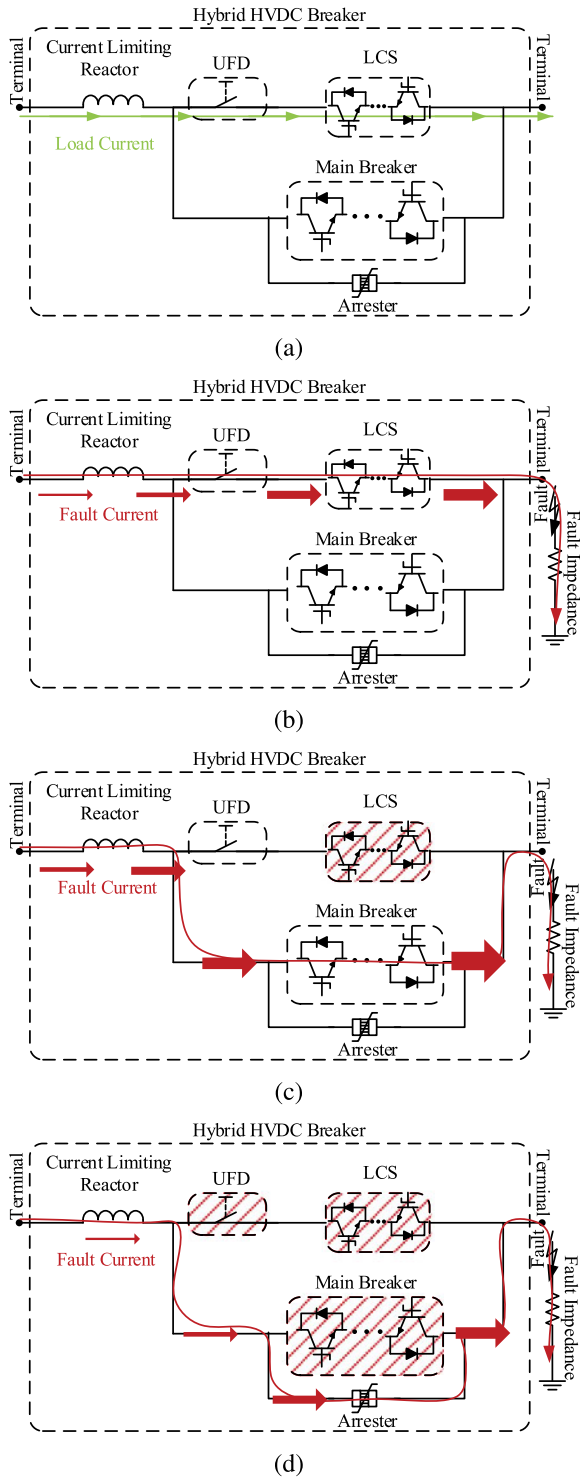 Hybrid HVDC Breaker
Current Limiting
Reactor
UFD
LCS
Terminal
Terminal
Load Current
Main Breaker
Arrester
(a)
Hybrid HVDC Breaker
Current Limiting
Reactor
UFD
LCS
Terminal
Terminal
Fault Current
Fault
Fault Impedance
Main Breaker
Arrester
(b)
Hybrid HVDC Breaker
Current Limiting
Reactor
UFD
LCS
Terminal
Terminal
Fault Current
Fault
Fault Impedance
Main Breaker
Arrester
(c)
Hybrid HVDC Breaker
Current Limiting
Reactor
UFD
LCS
Terminal
Terminal
Fault Current
Fault
Fault Impedance
Main Breaker
Arrester
(d)